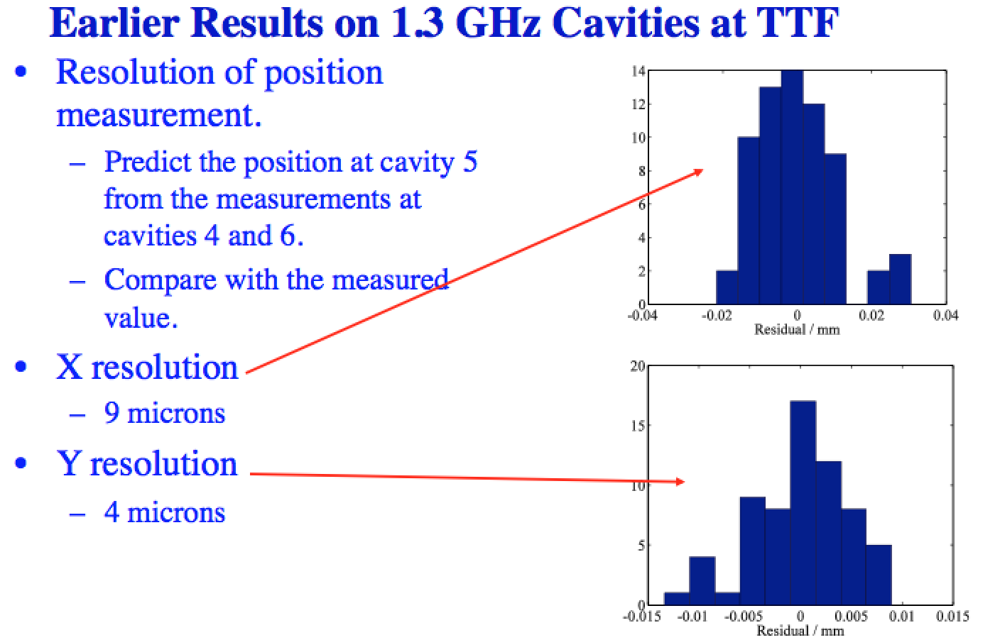 Earlier Results on 1.3 GHz Cavities at TTF
• Resolution of position
measurement.
– Predict the position at cavity 5
from the measurements at
cavities 4 and 6.
– Compare with the measured
value.
• X resolution
– 9 microns
• Y resolution
– 4 microns
14
12
10
8
6
4
2
0
-0.04 -0.02 0 0.02 0.04
Residual / mm
20
15
10
5
0
-0.015 -0.01 -0.005 0 0.005 0.01 0.015
Residual / mm